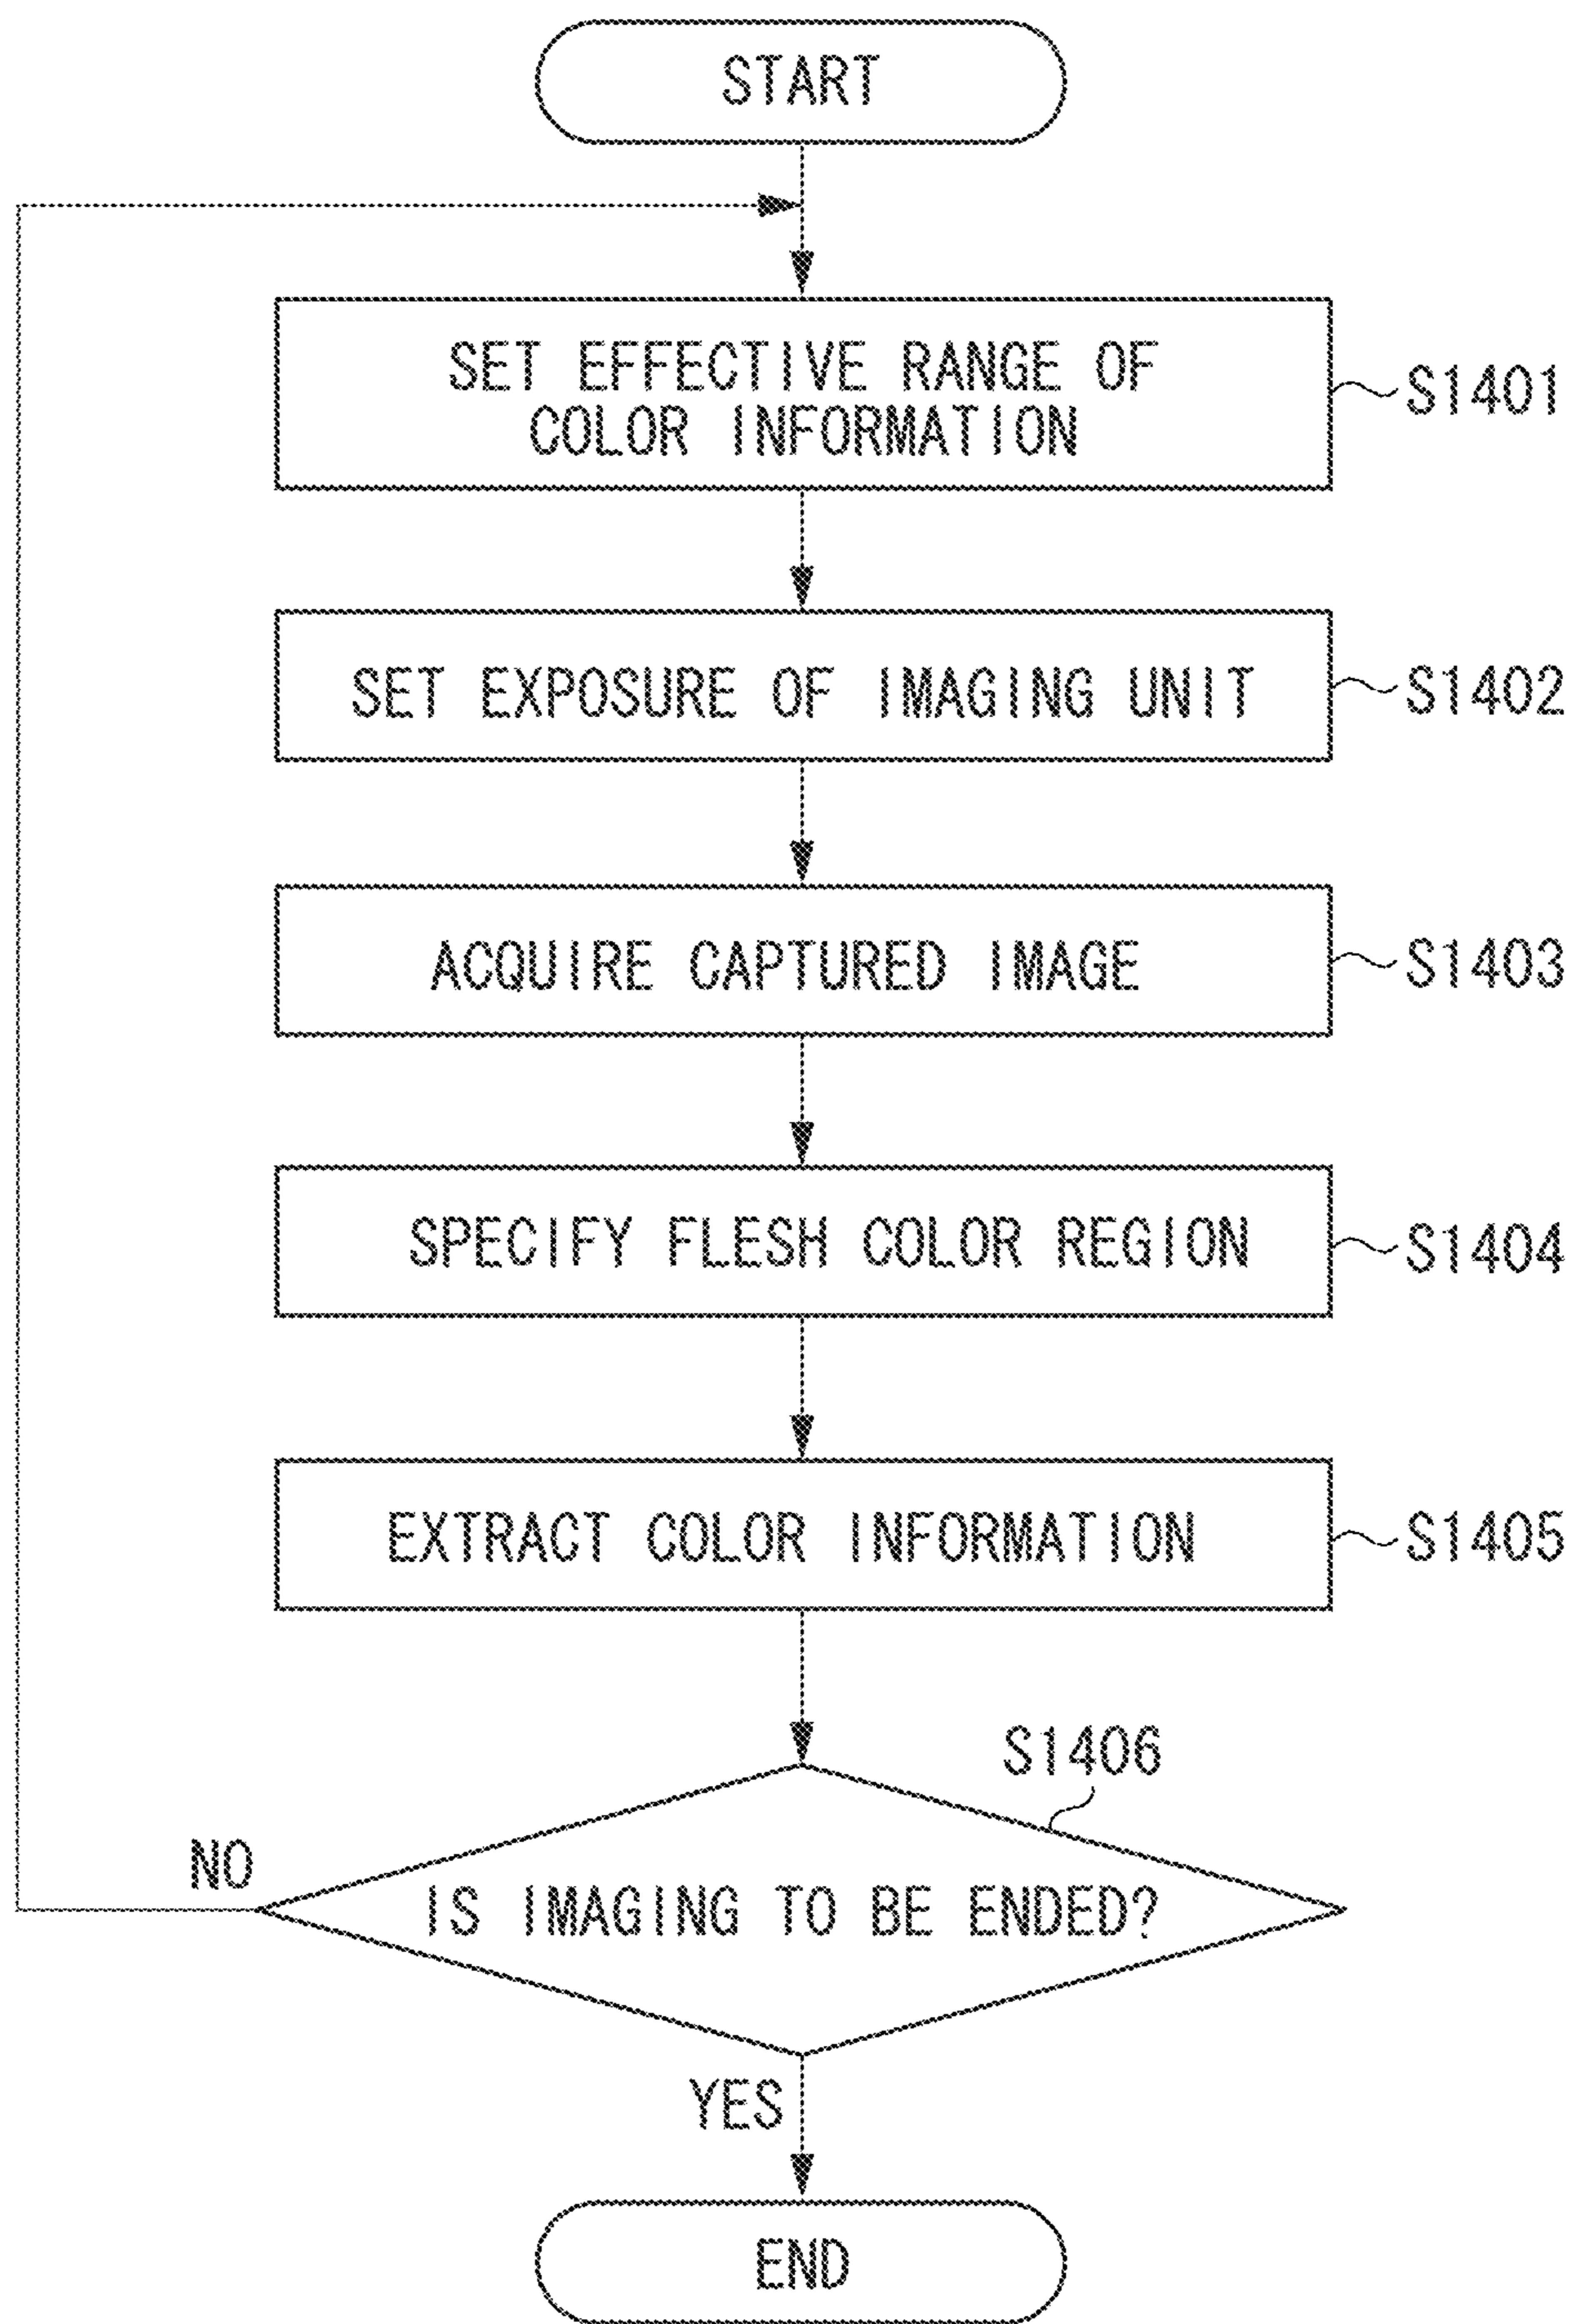 START
SET EFFECTIVE RANGE OF
COLOR INFORMATION
S1401
SET EXPOSURE OF IMAGING UNIT
S1402
ACQUIRE CAPTURED IMAGE
S1403
SPECIFY FLESH COLOR REGION
S1404
EXTRACT COLOR INFORMATION
S1405
S1406
NO
IS IMAGING TO BE ENDED?
YES
END